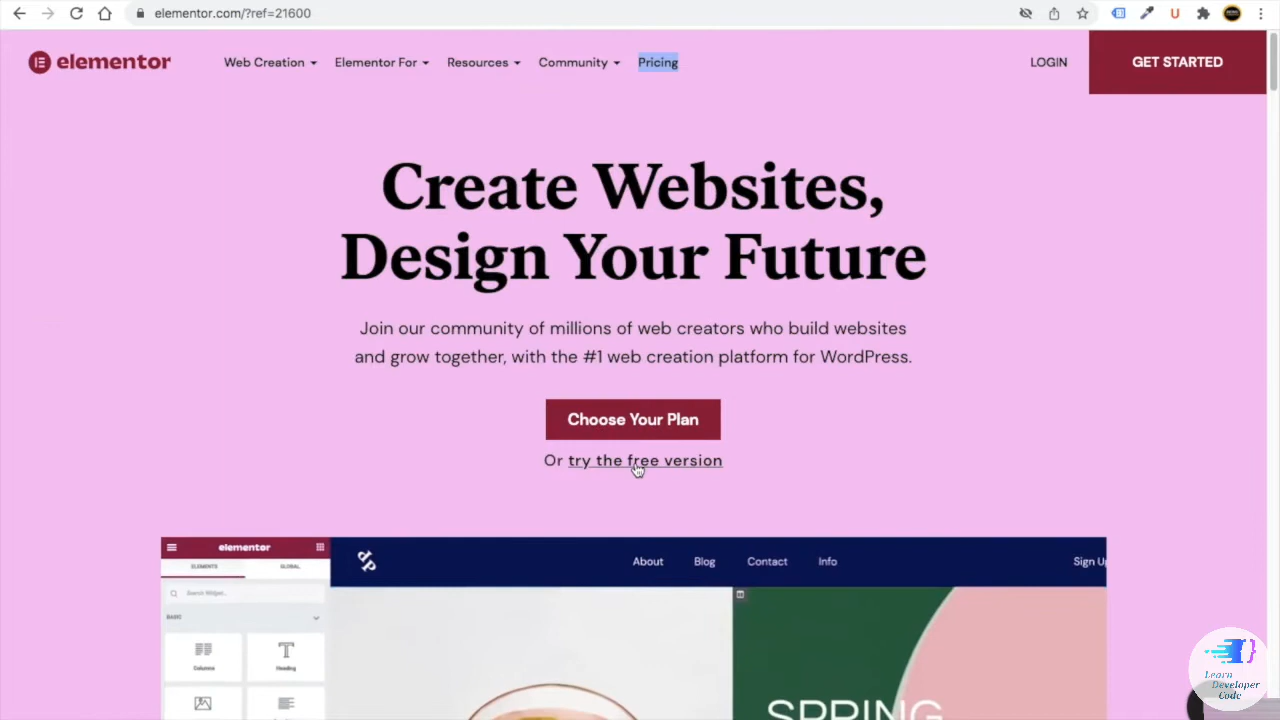 elementor.com/?ref=21600
elementor
Web Creation
Elementor For
Resources
Community
Pricing
LOGIN
GET STARTED
Create Websites,
Design Your Future
Join our community of millions of web creators who build websites
and grow together, with the #1 web creation platform for WordPress.
Choose Your Plan
Or try the free version
elementor
ELEMENTS
GLOBAL
Search Widget...
BASIC
Columns
Heading
About
Blog
Contact
Info
Sign Up
SPRING
Learn
Developer
Code